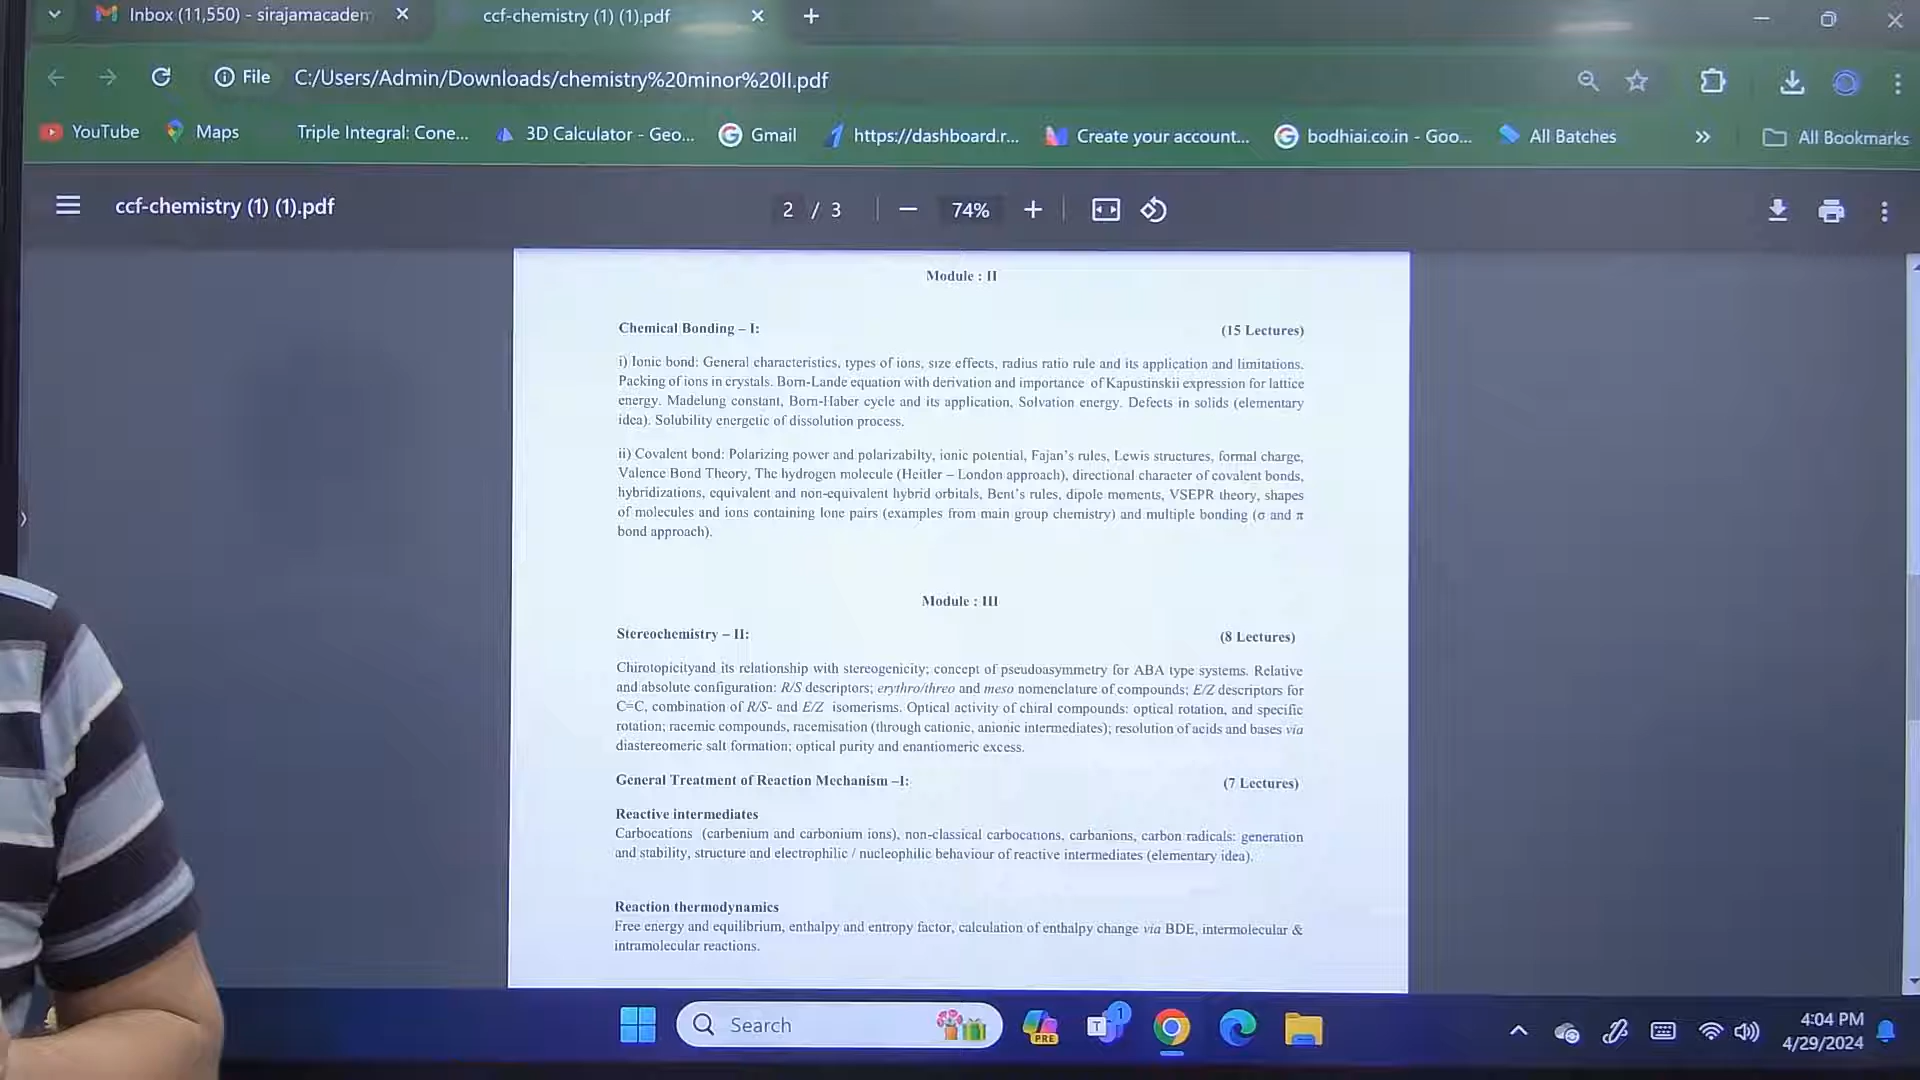 Inbox (11,550) - sirajamacadem
ccf-chemistry (1) (1).pdf
File
C:/Users/Admin/Downloads/chemistry%20minor%20II.pdf
YouTube
Maps
Triple Integral: Cone...
3D Calculator - Geo...
Gmail
https://dashboard.r...
Create your account...
bodhiai.co.in - Goo...
All Batches
All Bookmarks
ccf-chemistry (1) (1).pdf
2 / 3
74%
Module : II
Chemical Bonding – I: (15 Lectures)
i) Ionic bond: General characteristics, types of ions, size effects, radius ratio rule and its application and limitations.
Packing of ions in crystals. Born-Lande equation with derivation and importance of Kapustinskii expression for lattice
energy. Madelung constant, Born-Haber cycle and its application, Solvation energy. Defects in solids (elementary
idea). Solubility energetic of dissolution process.
ii) Covalent bond: Polarizing power and polarizabilty, ionic potential, Fajan’s rules, Lewis structures, formal charge,
Valence Bond Theory, The hydrogen molecule (Heitler – London approach), directional character of covalent bonds,
hybridizations, equivalent and non-equivalent hybrid orbitals, Bent’s rules, dipole moments, VSEPR theory, shapes
of molecules and ions containing lone pairs (examples from main group chemistry) and multiple bonding (σ and π
bond approach).
Module : III
Stereochemistry – II: (8 Lectures)
Chirotopicityand its relationship with stereogenicity; concept of pseudoasymmetry for ABA type systems. Relative
and absolute configuration: R/S descriptors; erythro/threo and meso nomenclature of compounds; E/Z descriptors for
C=C, combination of R/S- and E/Z isomerisms. Optical activity of chiral compounds: optical rotation, and specific
rotation; racemic compounds, racemisation (through cationic, anionic intermediates); resolution of acids and bases via
diastereomeric salt formation; optical purity and enantiomeric excess.
General Treatment of Reaction Mechanism –I: (7 Lectures)
Reactive intermediates
Carbocations (carbenium and carbonium ions), non-classical carbocations, carbanions, carbon radicals: generation
and stability, structure and electrophilic / nucleophilic behaviour of reactive intermediates (elementary idea).
Reaction thermodynamics
Free energy and equilibrium, enthalpy and entropy factor, calculation of enthalpy change via BDE, intermolecular &
intramolecular reactions.
Search
PRE
T
1
4:04 PM
4/29/2024